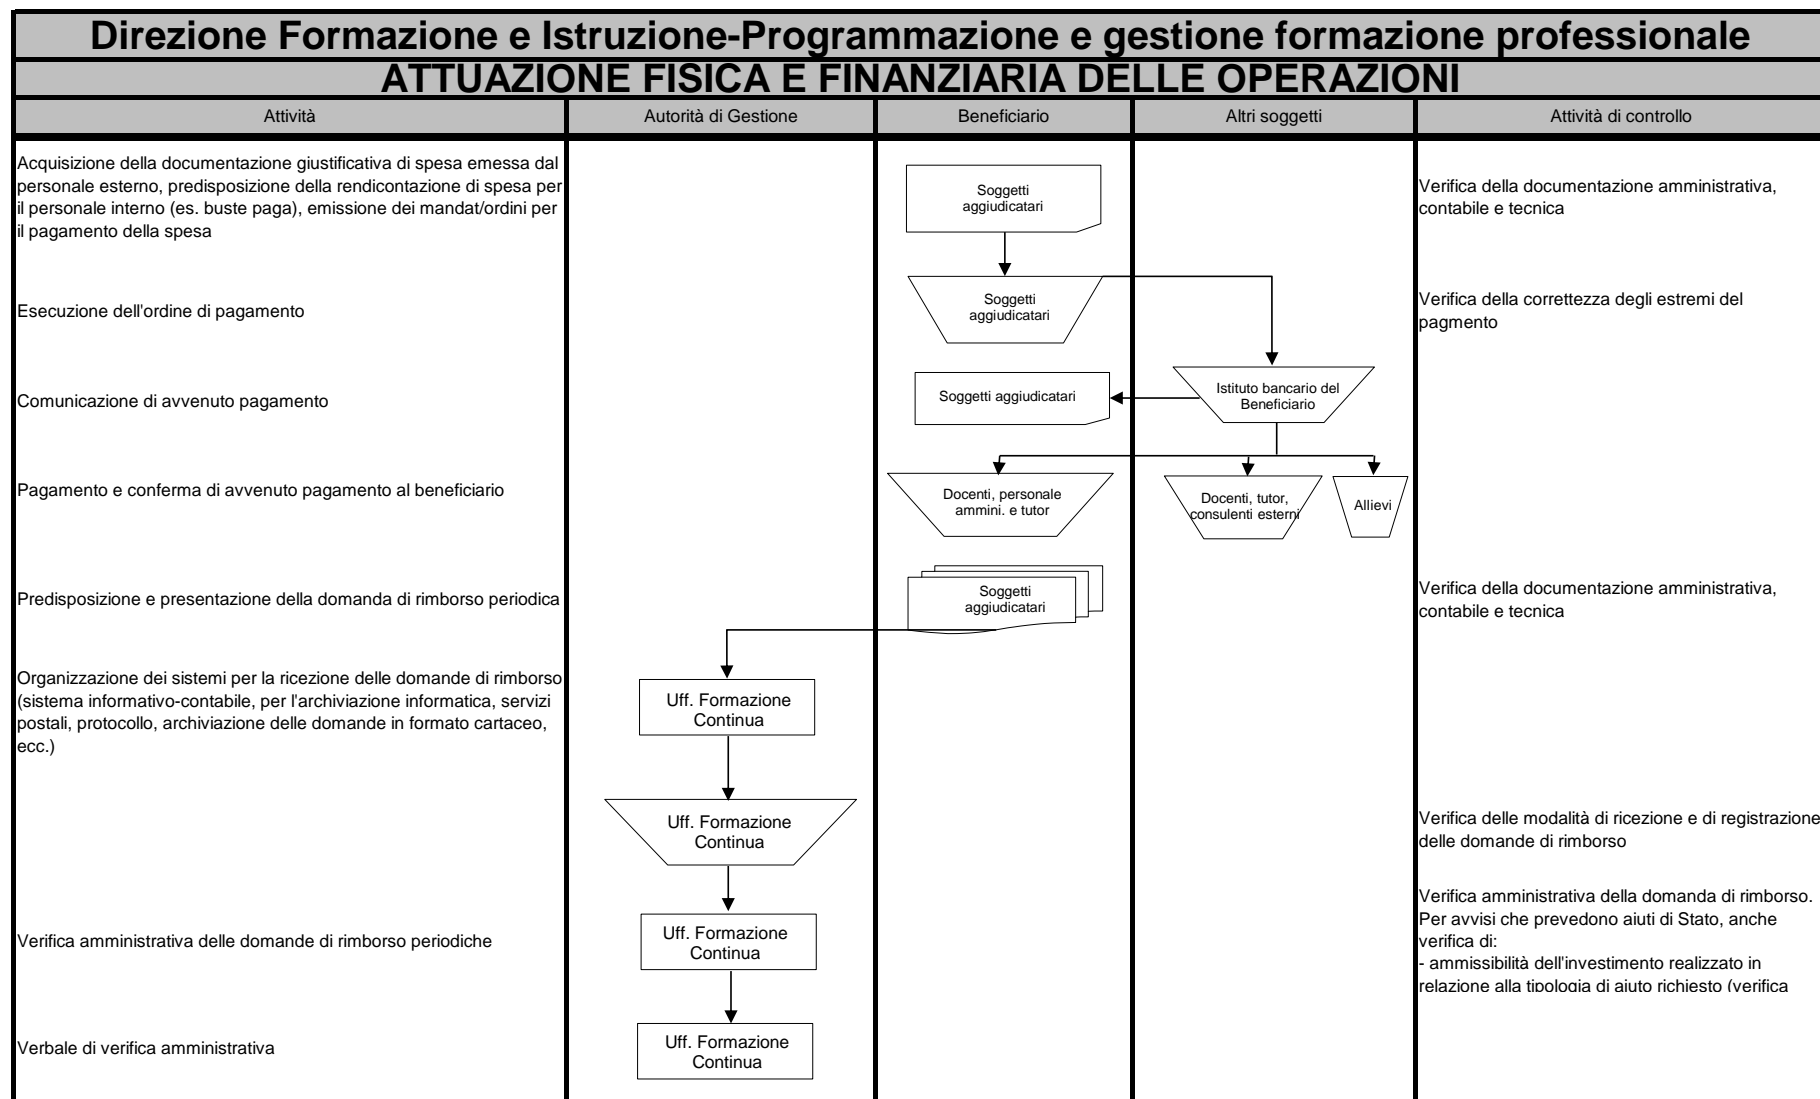 Direzione Formazione e Istruzione-Programmazione e gestione formazione professionale
ATTUAZIONE FISICA E FINANZIARIA DELLE OPERAZIONI
Attività
Autorità di Gestione
Beneficiario
Altri soggetti
Attività di controllo
Acquisizione della documentazione giustificativa di spesa emessa dal
personale esterno, predisposizione della rendicontazione di spesa per
il personale interno (es. buste paga), emissione dei mandat/ordini per
il pagamento della spesa
Soggetti
aggiudicatari
Verifica della documentazione amministrativa,
contabile e tecnica
Esecuzione dell'ordine di pagamento
Soggetti
aggiudicatari
Verifica della correttezza degli estremi del
pagmento
Comunicazione di avvenuto pagamento
Soggetti aggiudicatari
Istituto bancario del
Beneficiario
Pagamento e conferma di avvenuto pagamento al beneficiario
Docenti, personale
ammini. e tutor
Docenti, tutor,
consulenti esterni
Allievi
Predisposizione e presentazione della domanda di rimborso periodica
Soggetti
aggiudicatari
Verifica della documentazione amministrativa,
contabile e tecnica
Organizzazione dei sistemi per la ricezione delle domande di rimborso
(sistema informativo-contabile, per l'archiviazione informatica, servizi
postali, protocollo, archiviazione delle domande in formato cartaceo,
ecc.)
Uff. Formazione
Continua
Uff. Formazione
Continua
Verifica delle modalità di ricezione e di registrazione
delle domande di rimborso
Verifica amministrativa delle domande di rimborso periodiche
Uff. Formazione
Continua
Verifica amministrativa della domanda di rimborso.
Per avvisi che prevedono aiuti di Stato, anche
verifica di:
- ammissibilità dell'investimento realizzato in
relazione alla tipologia di aiuto richiesto (verifica
Verbale di verifica amministrativa
Uff. Formazione
Continua